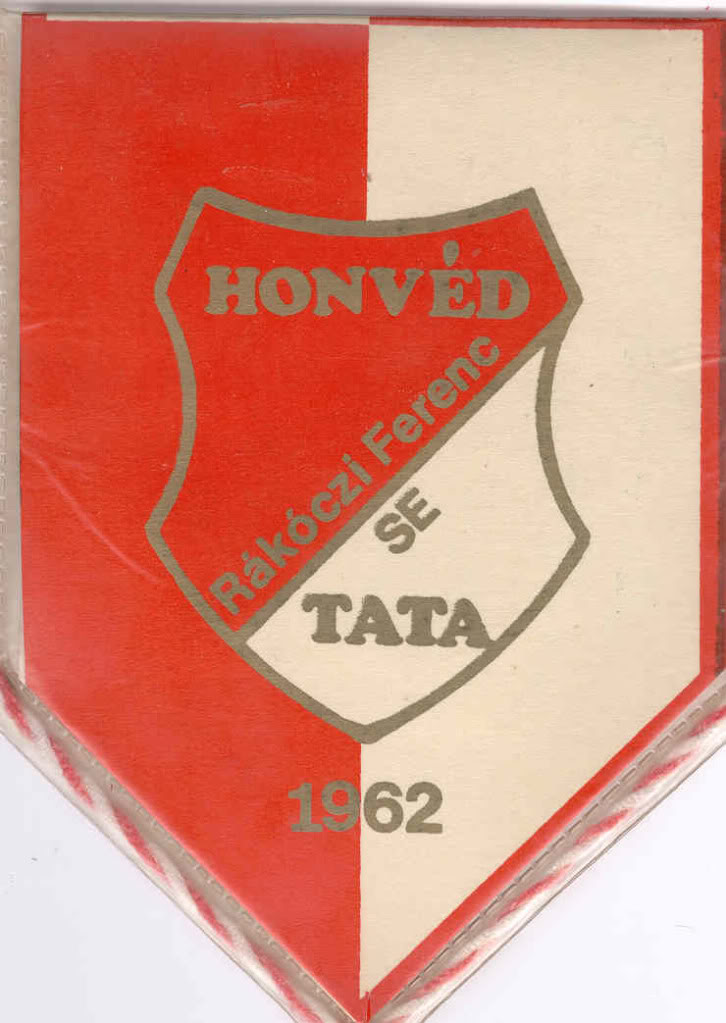 HONVÉD
Rákóczi Ferenc
SE
TATA
1962